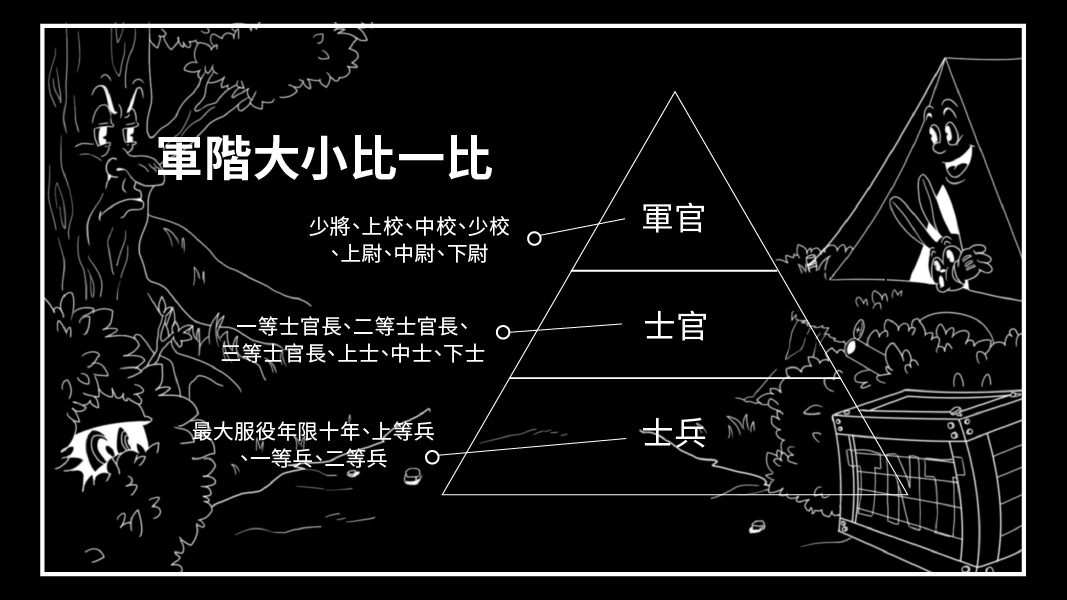 軍階大小比一比
少將、上校、中校、少校
、上尉、中尉、下尉
軍官
一等士官長、二等士官長、
三等士官長、上士、中士、下士
士官
最大服役年限十年、上等兵
、一等兵、二等兵
士兵